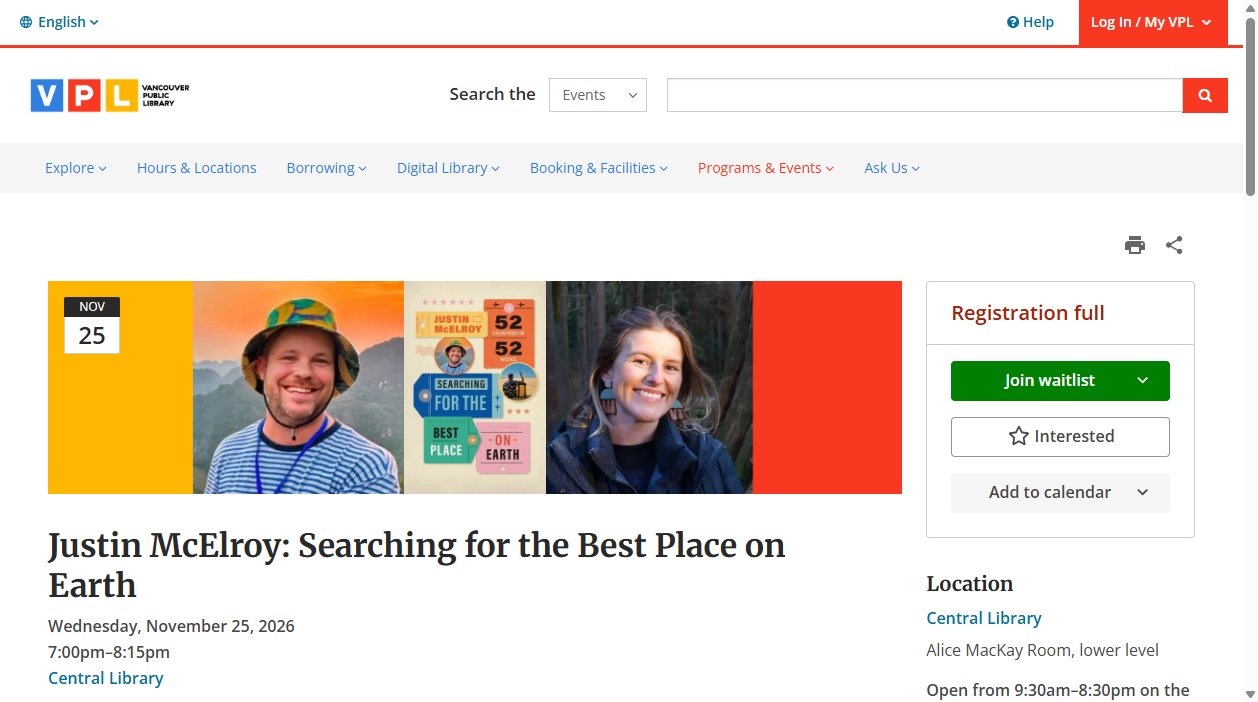 English
Help
Log In / My VPL
VPL
VANCOUVER
PUBLIC
LIBRARY
Search the
Events
Explore
Hours & Locations
Borrowing
Digital Library
Booking & Facilities
Programs & Events
Ask Us
NOV
25
JUSTIN
McELROY
52
COUNTRIES IN
52
WEEKS
SEARCHING
FOR THE
BEST
PLACE
-ON-
EARTH
Registration full
Join waitlist
Interested
Add to calendar
Justin McElroy: Searching for the Best Place on
Earth
Wednesday, November 25, 2026
7:00pm–8:15pm
Central Library
Location
Central Library
Alice MacKay Room, lower level
Open from 9:30am–8:30pm on the